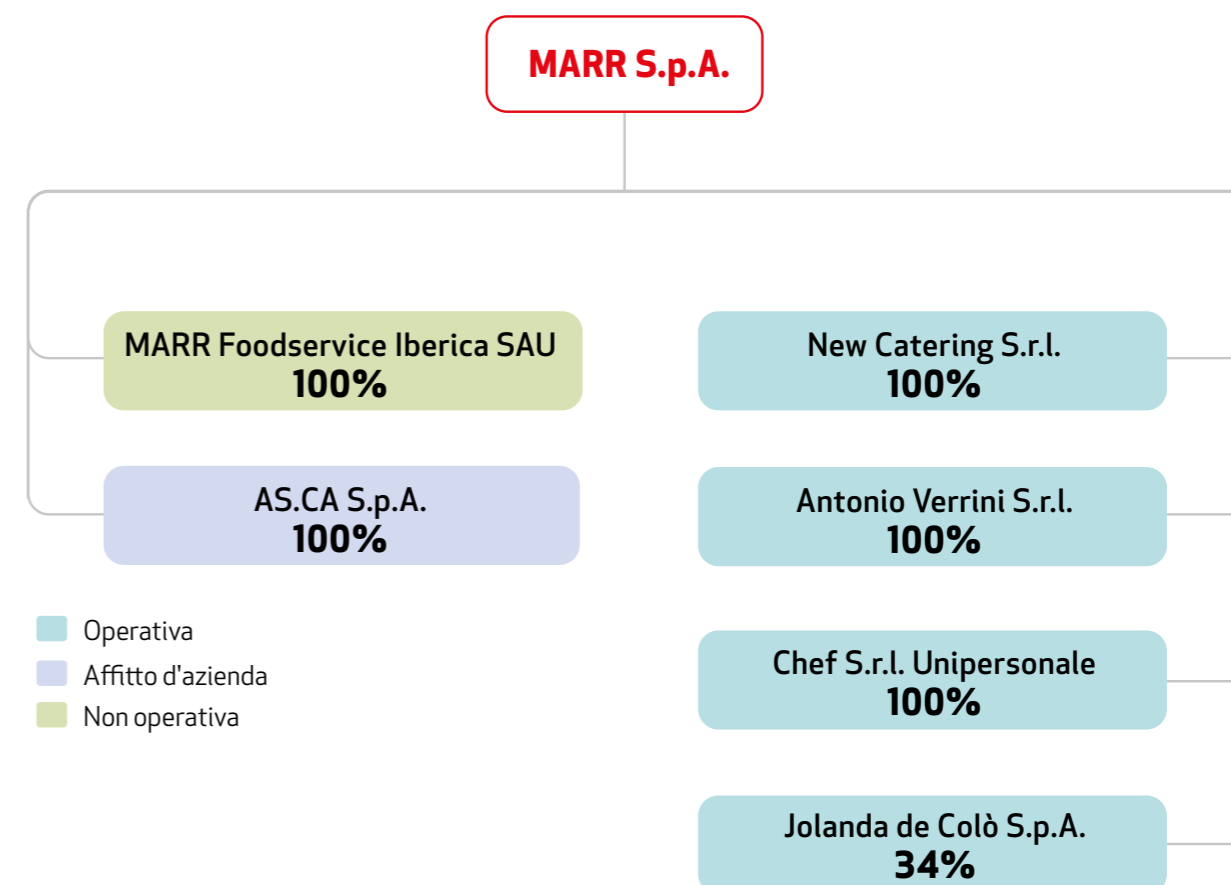 MARR S.p.A.
MARR Foodservice Iberica SAU
100%
AS.CA S.p.A.
100%
New Catering S.r.l.
100%
Antonio Verrini S.r.l.
100%
Chef S.r.l. Unipersonale
100%
Jolanda de Colò S.p.A.
34%
Operativa
Affitto d'azienda
Non operativa